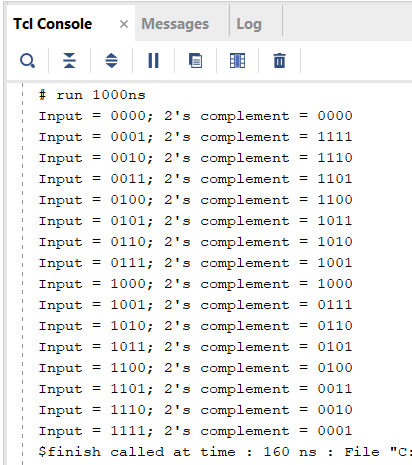 Tcl Console × Messages Log
# run 1000ns
Input = 0000; 2's complement = 0000
Input = 0001; 2's complement = 1111
Input = 0010; 2's complement = 1110
Input = 0011; 2's complement = 1101
Input = 0100; 2's complement = 1100
Input = 0101; 2's complement = 1011
Input = 0110; 2's complement = 1010
Input = 0111; 2's complement = 1001
Input = 1000; 2's complement = 1000
Input = 1001; 2's complement = 0111
Input = 1010; 2's complement = 0110
Input = 1011; 2's complement = 0101
Input = 1100; 2's complement = 0100
Input = 1101; 2's complement = 0011
Input = 1110; 2's complement = 0010
Input = 1111; 2's complement = 0001
$finish called at time : 160 ns : File "C: